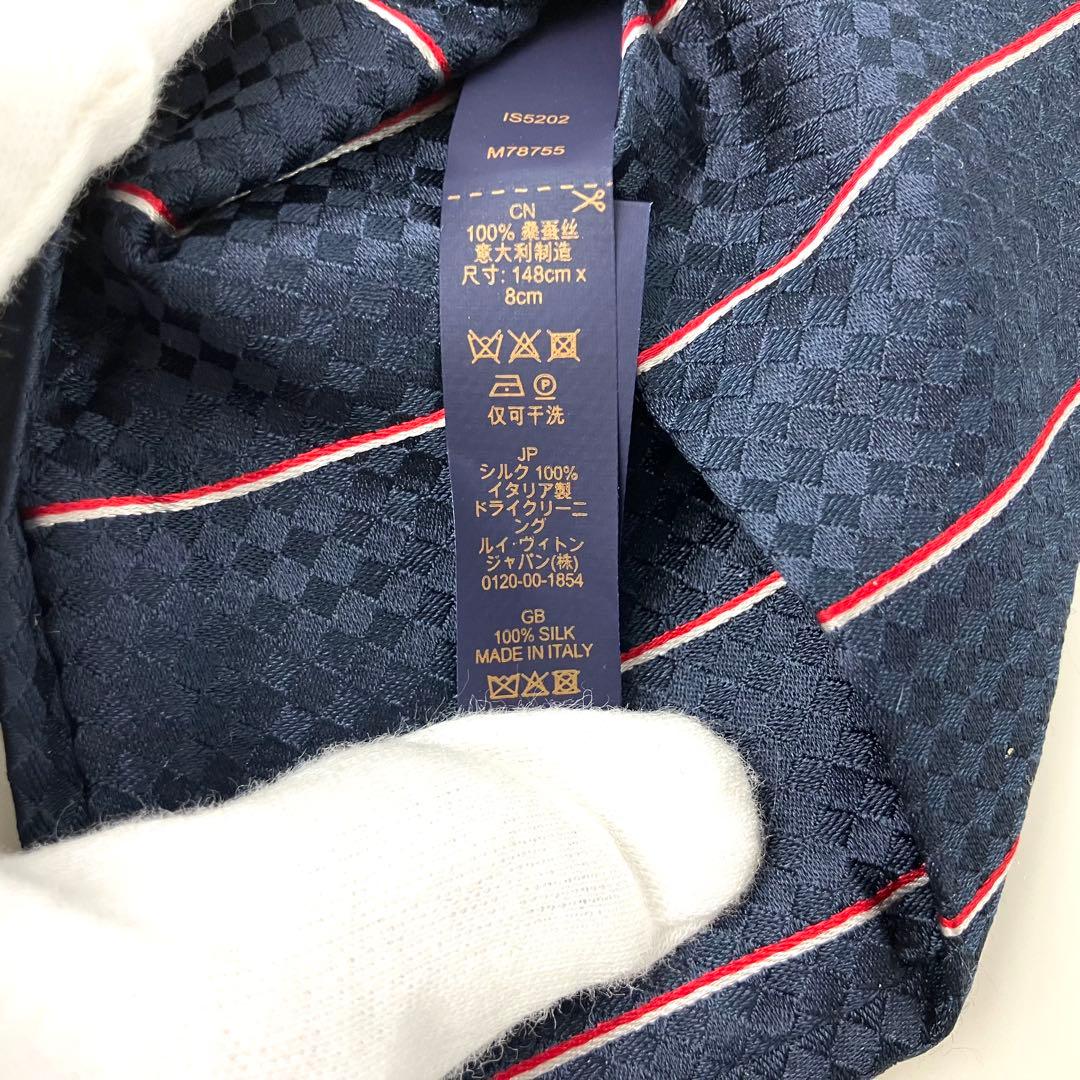 IS5202
M78755
CN
100% 桑蚕丝
意大利制造
尺寸: 148cm x
8cm
P
仅可干洗
JP
シルク 100%
イタリア製
ドライクリーニ
ング
ルイ・ヴィトン
ジャパン(株)
0120-00-1854
GB
100% SILK
MADE IN ITALY